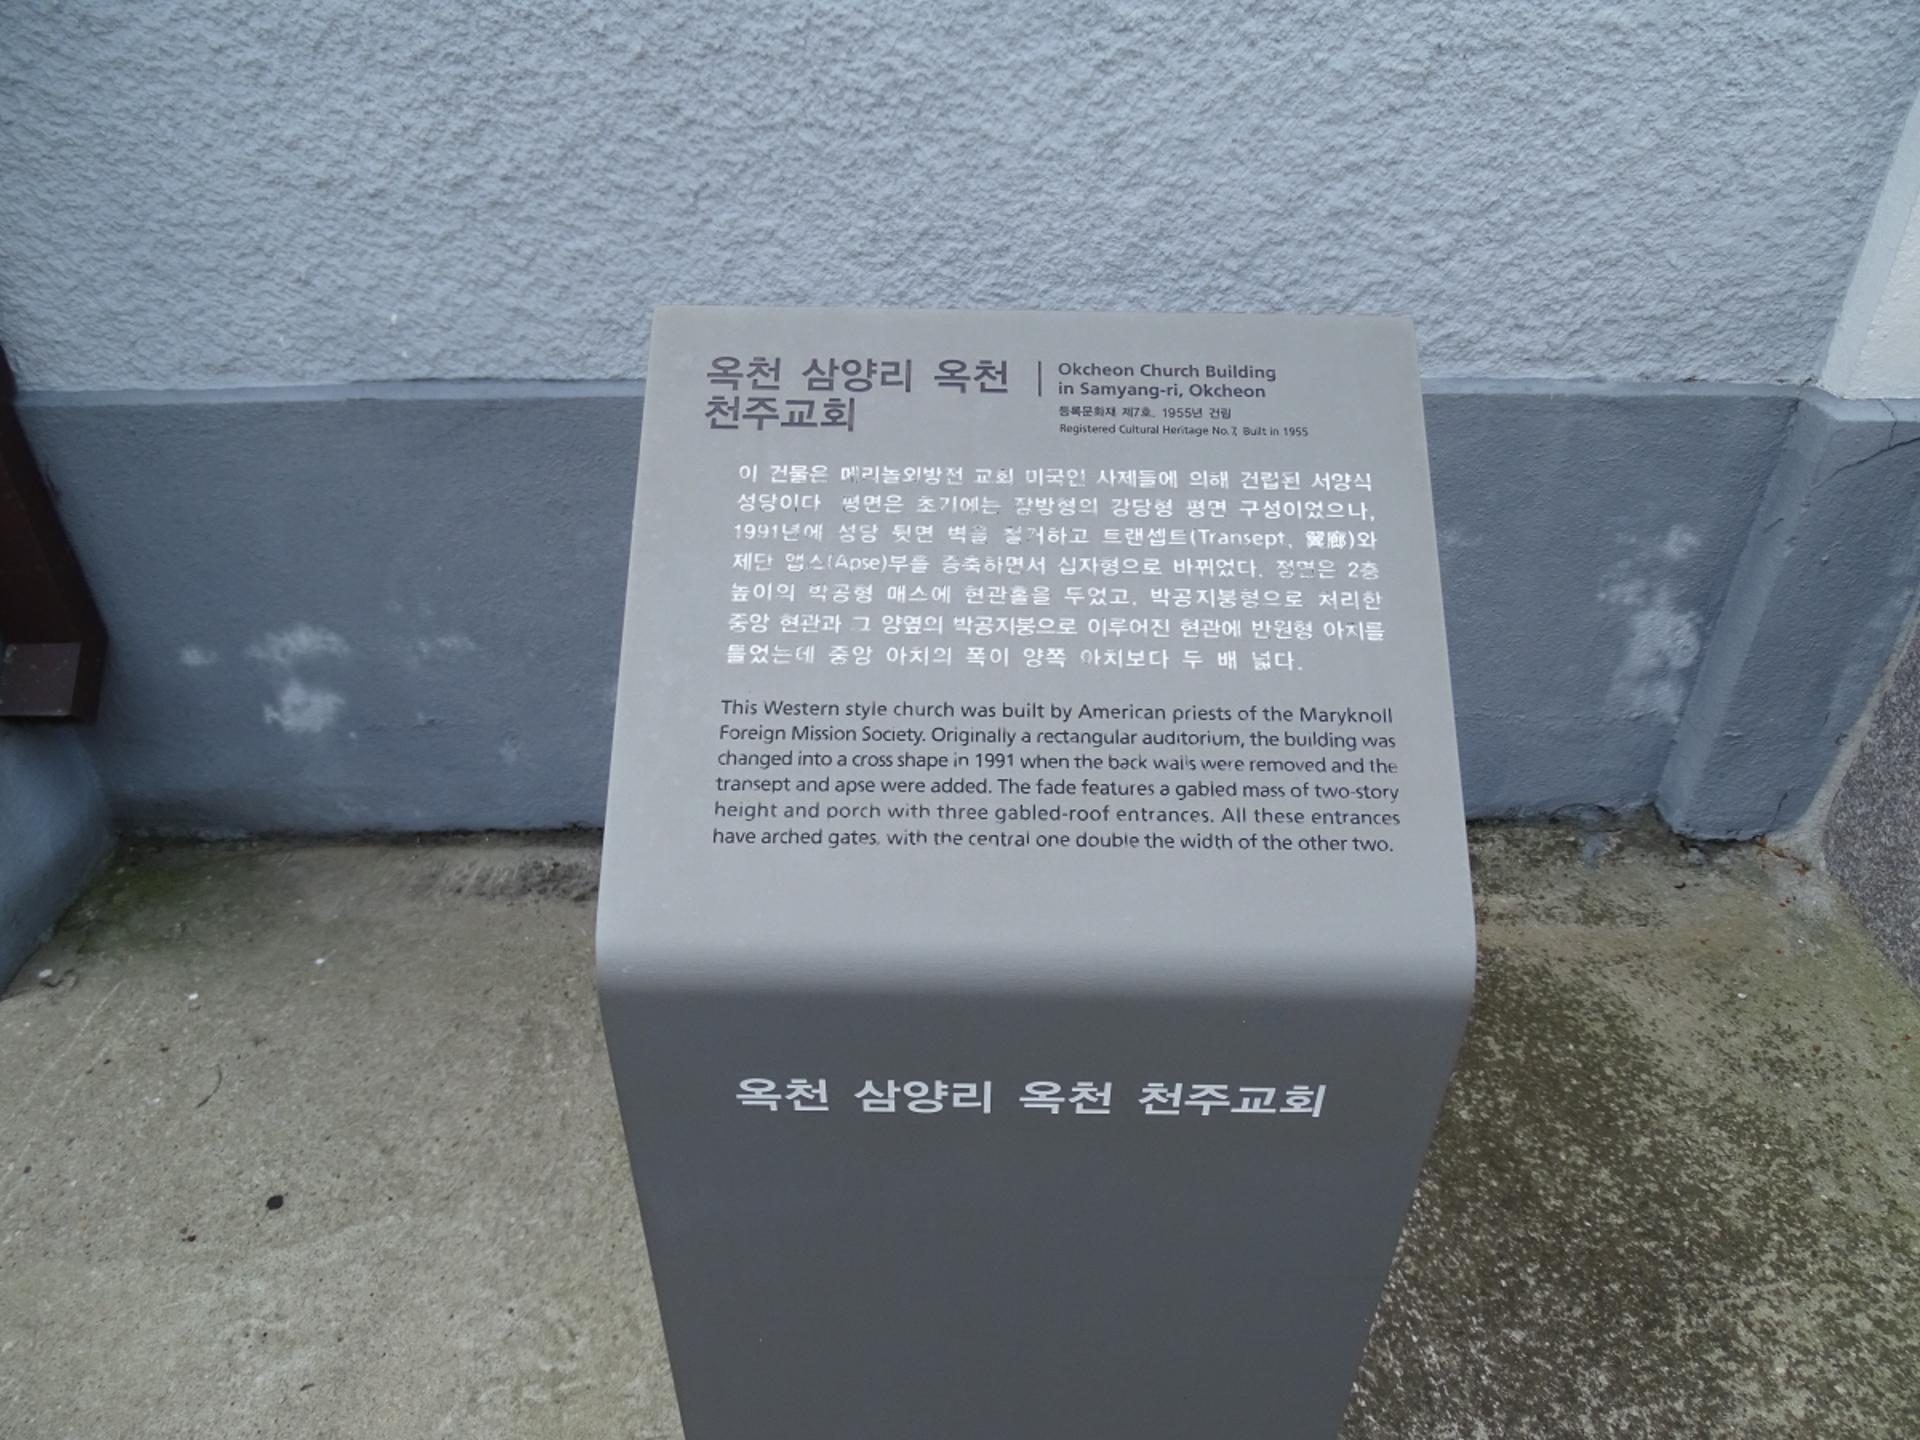 옥천 삼양리 옥천
천주교회
Okcheon Church Building
in Samyang-ri, Okcheon
등록문화재 제7호, 1955년 건립
Registered Cultural Heritage No.7, Built in 1955
이 건물은 메리놀외방전 교회 미국인 사제들에 의해 건립된 서양식
성당이다 평면은 초기에는 장방형의 강당형 평면 구성이었으나,
1991년에 성당 뒷면 벽을 철거하고 트랜셉트(Transept, 翼廊)와
제단 앱스(Apse)부를 증축하면서 십자형으로 바뀌었다. 정면은 2층
높이의 박공형 매스에 현관홀을 두었고, 박공지붕형으로 처리한
중앙 현관과 그 양옆의 박공지붕으로 이루어진 현관에 반원형 아치를
틀었는데 중앙 아치의 폭이 양쪽 아치보다 두 배 넓다.
This Western style church was built by American priests of the Maryknoll
Foreign Mission Society. Originally a rectangular auditorium, the building was
changed into a cross shape in 1991 when the back walls were removed and the
transept and apse were added. The fade features a gabled mass of two-story
height and porch with three gabled-roof entrances. All these entrances
have arched gates, with the central one double the width of the other two.
옥천 삼양리 옥천 천주교회